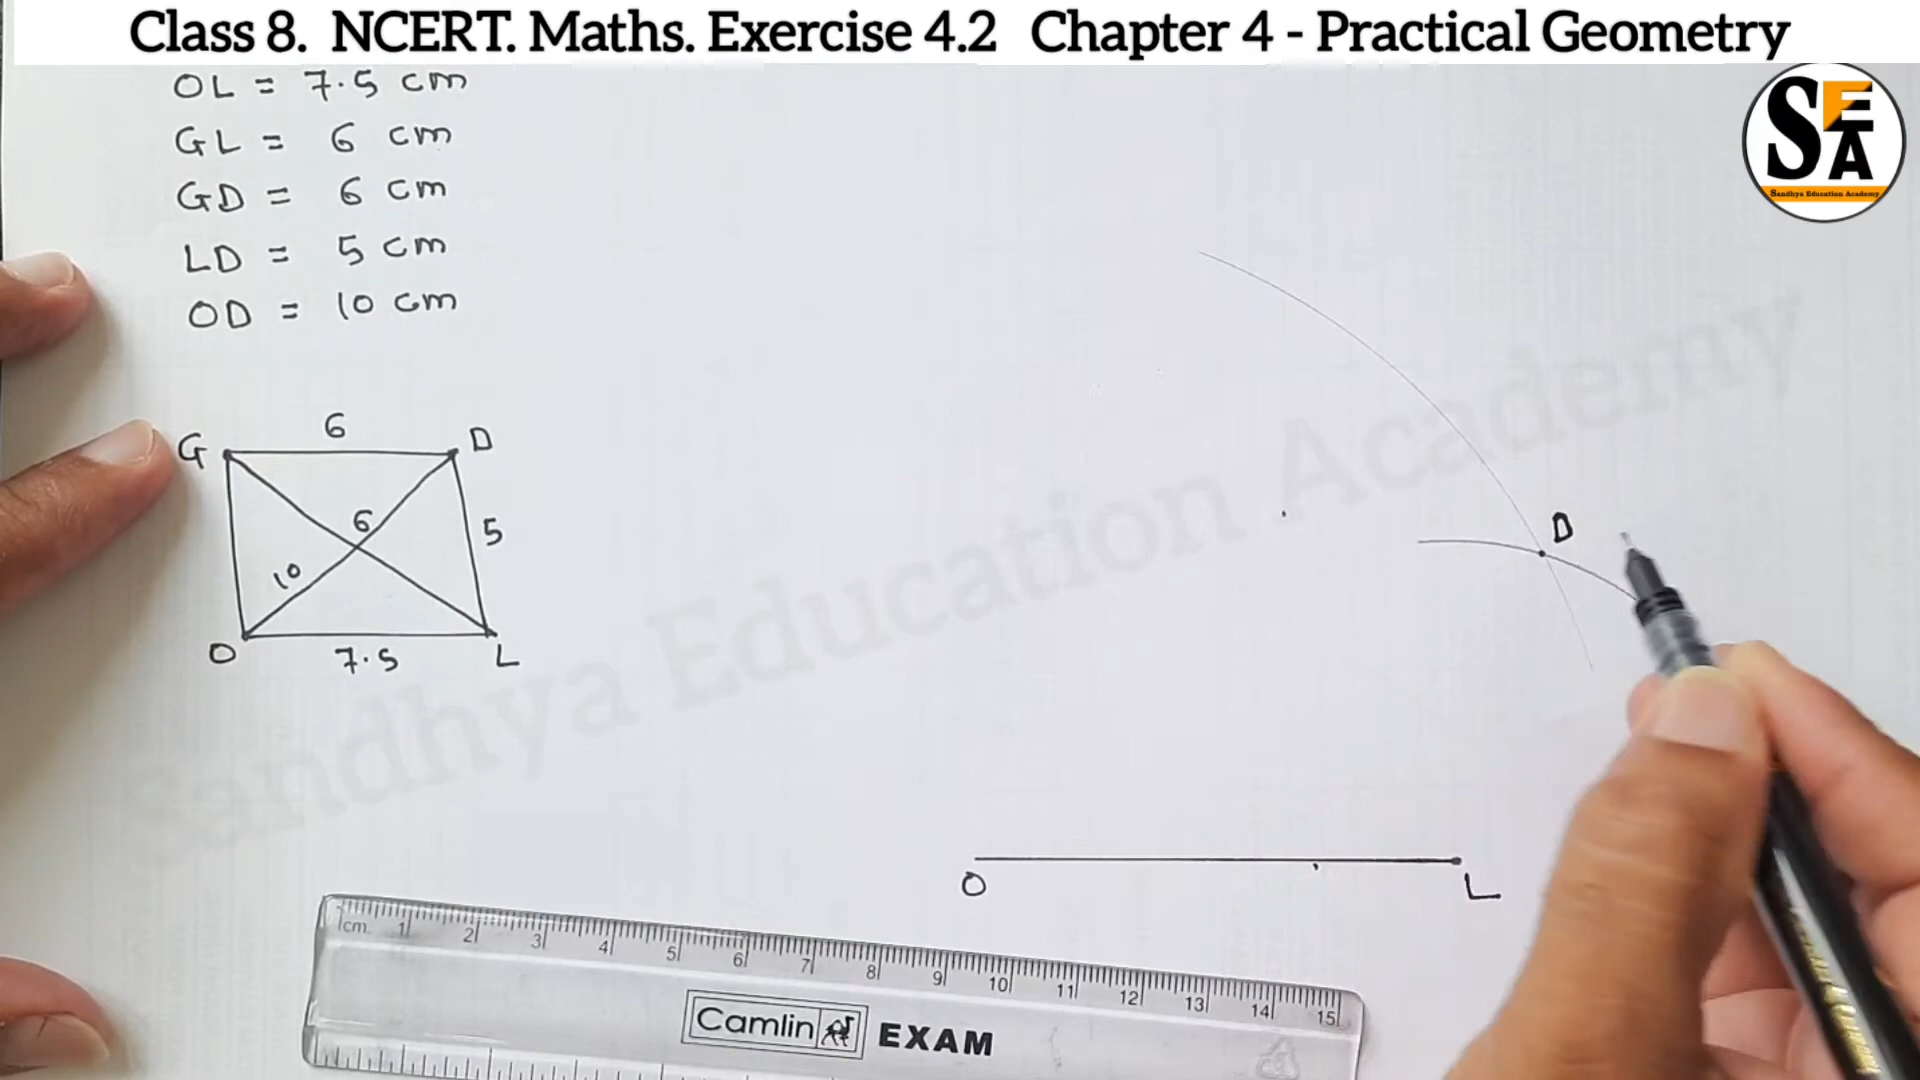 Class 8. NCERT. Maths. Exercise 4.2 Chapter 4 - Practical Geometry
SEA
Sandhya Education Academy
OL = 7.5 cm
GL = 6 cm
GD = 6 cm
LD = 5 cm
OD = 10 cm
G 6 D
6
10
5
O 7.5 L
D
O L
Sandhya Education Academy
1cm. 1 2 3 4 5 6 7 8 9 10 11 12 13 14 15
Camlin EXAM